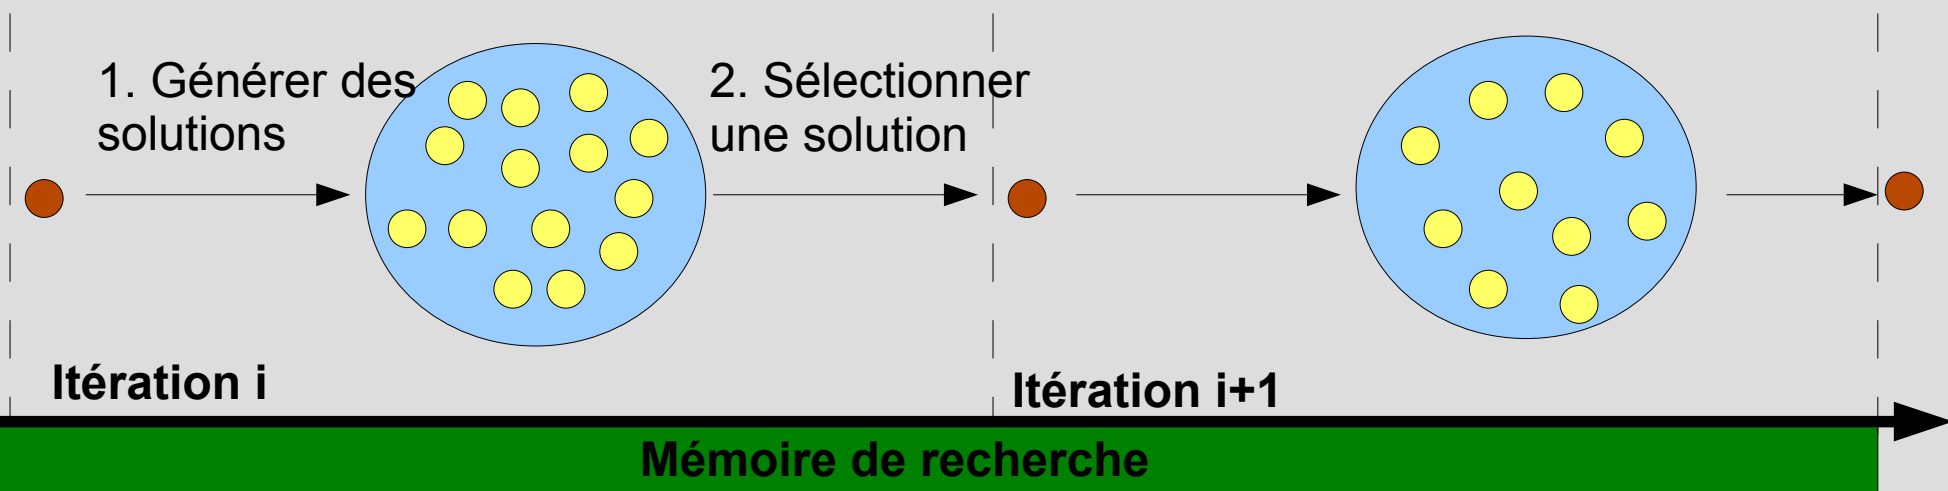 1. Générer des
solutions
2. Sélectionner
une solution
Itération i
Itération i+1
Mémoire de recherche